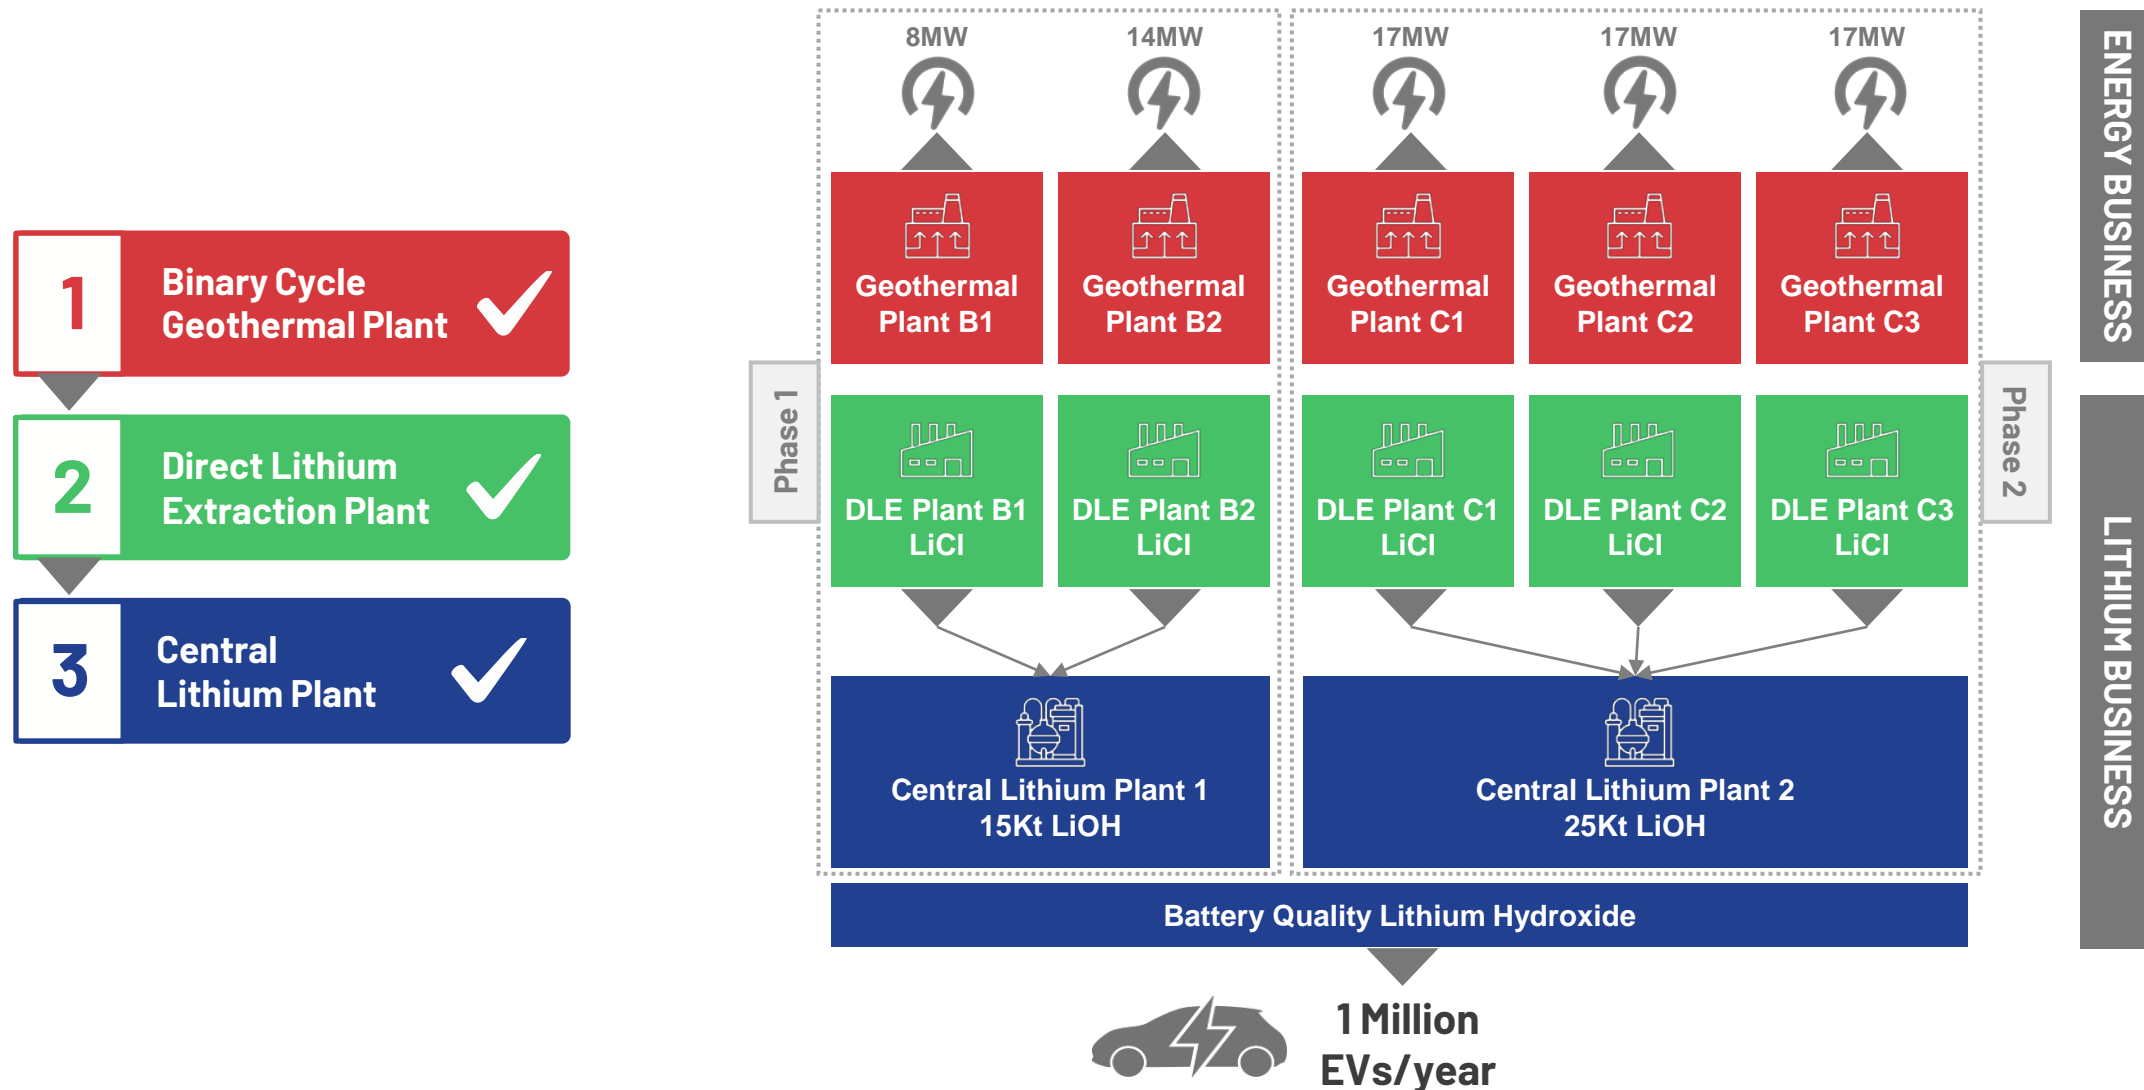 1
Binary Cycle
Geothermal Plant
2
Direct Lithium
Extraction Plant
3
Central
Lithium Plant
8MW
14MW
17MW
17MW
17MW
Geothermal
Plant B1
Geothermal
Plant B2
Geothermal
Plant C1
Geothermal
Plant C2
Geothermal
Plant C3
ENERGY BUSINESS
Phase 1
Phase 2
DLE Plant B1
LiCl
DLE Plant B2
LiCl
DLE Plant C1
LiCl
DLE Plant C2
LiCl
DLE Plant C3
LiCl
LITHIUM BUSINESS
Central Lithium Plant 1
15Kt LiOH
Central Lithium Plant 2
25Kt LiOH
Battery Quality Lithium Hydroxide
1 Million
EVs/year